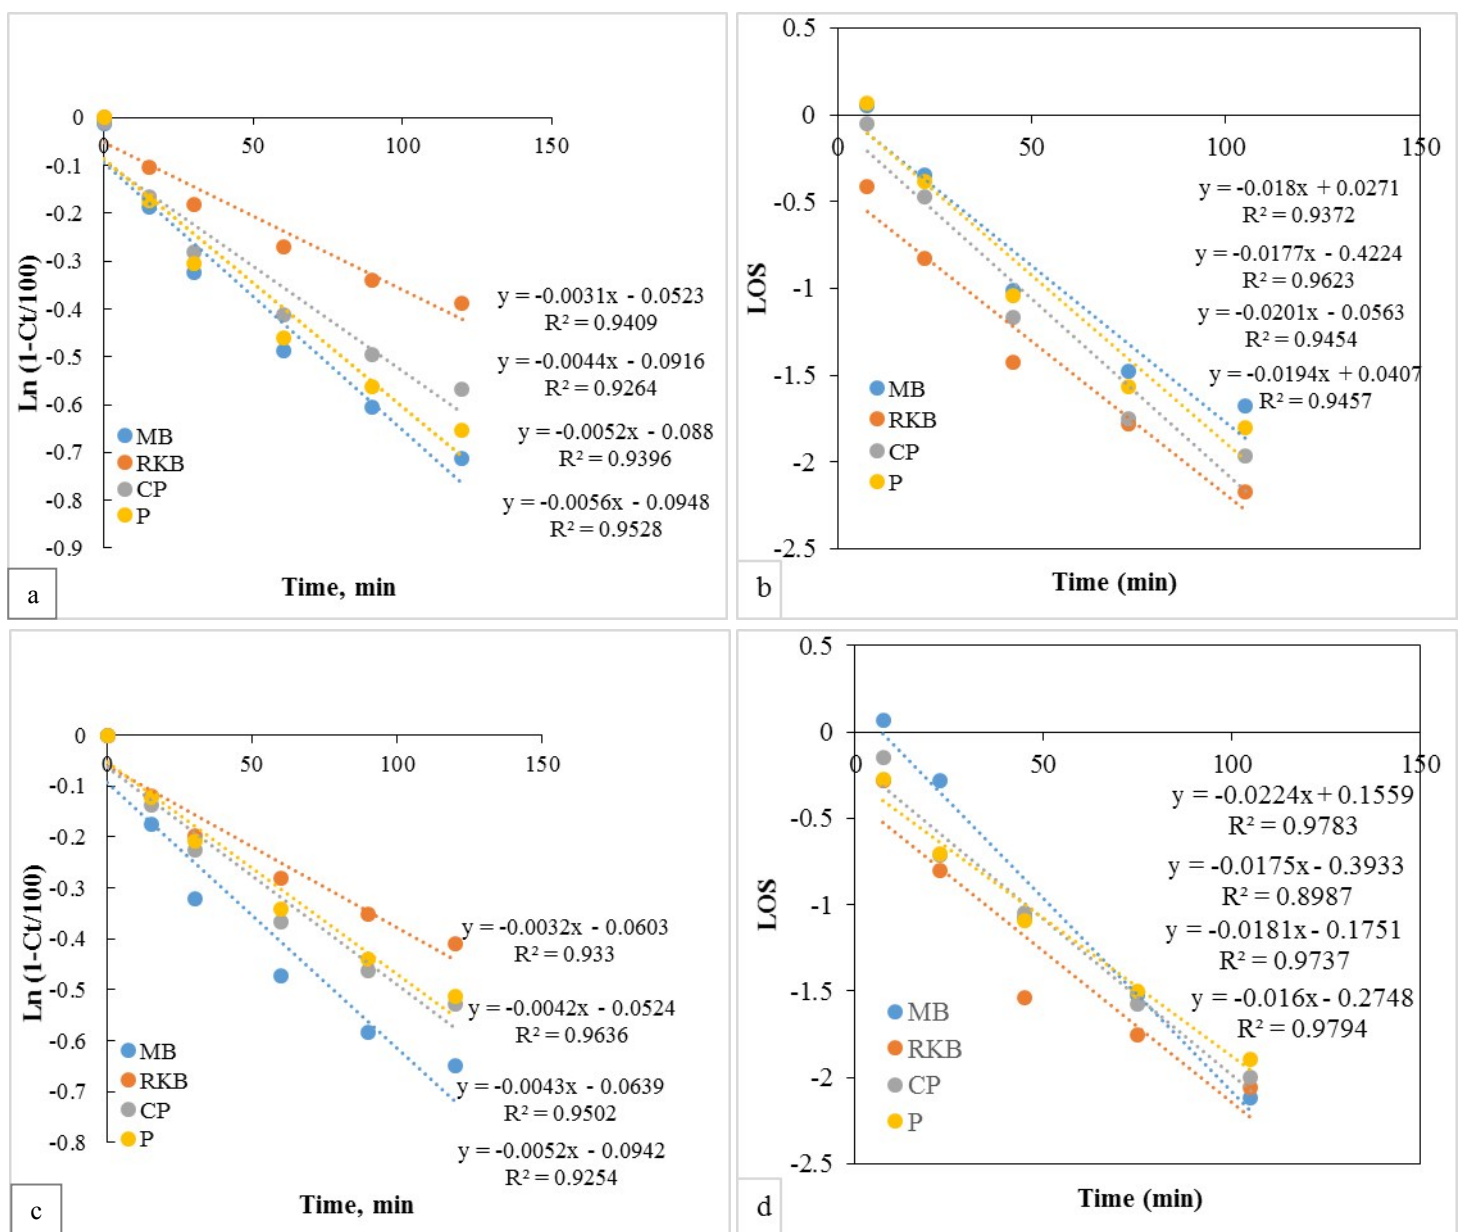 0
50
100
150
-0.1
-0.2
-0.3
-0.4
-0.5
-0.6
-0.7
-0.8
-0.9
0
Ln (1-Ct/100)
y = -0.0031x - 0.0523
R² = 0.9409
y = -0.0044x - 0.0916
R² = 0.9264
y = -0.0052x - 0.088
R² = 0.9396
y = -0.0056x - 0.0948
R² = 0.9528
MB
RKB
CP
P
Time, min
a
0.5
0
-0.5
-1
-1.5
-2
-2.5
0
50
100
150
LOS
y = -0.018x + 0.0271
R² = 0.9372
y = -0.0177x - 0.4224
R² = 0.9623
y = -0.0201x - 0.0563
R² = 0.9454
y = -0.0194x + 0.0407
R² = 0.9457
MB
RKB
CP
P
Time (min)
b
0
0
50
100
150
-0.1
-0.2
-0.3
-0.4
-0.5
-0.6
-0.7
-0.8
Ln (1-Ct/100)
y = -0.0032x - 0.0603
R² = 0.933
y = -0.0042x - 0.0524
R² = 0.9636
y = -0.0043x - 0.0639
R² = 0.9502
y = -0.0052x - 0.0942
R² = 0.9254
MB
RKB
CP
P
Time, min
c
0.5
0
-0.5
-1
-1.5
-2
-2.5
0
50
100
150
LOS
y = -0.0224x + 0.1559
R² = 0.9783
y = -0.0175x - 0.3933
R² = 0.8987
y = -0.0181x - 0.1751
R² = 0.9737
y = -0.016x - 0.2748
R² = 0.9794
MB
RKB
CP
P
Time (min)
d